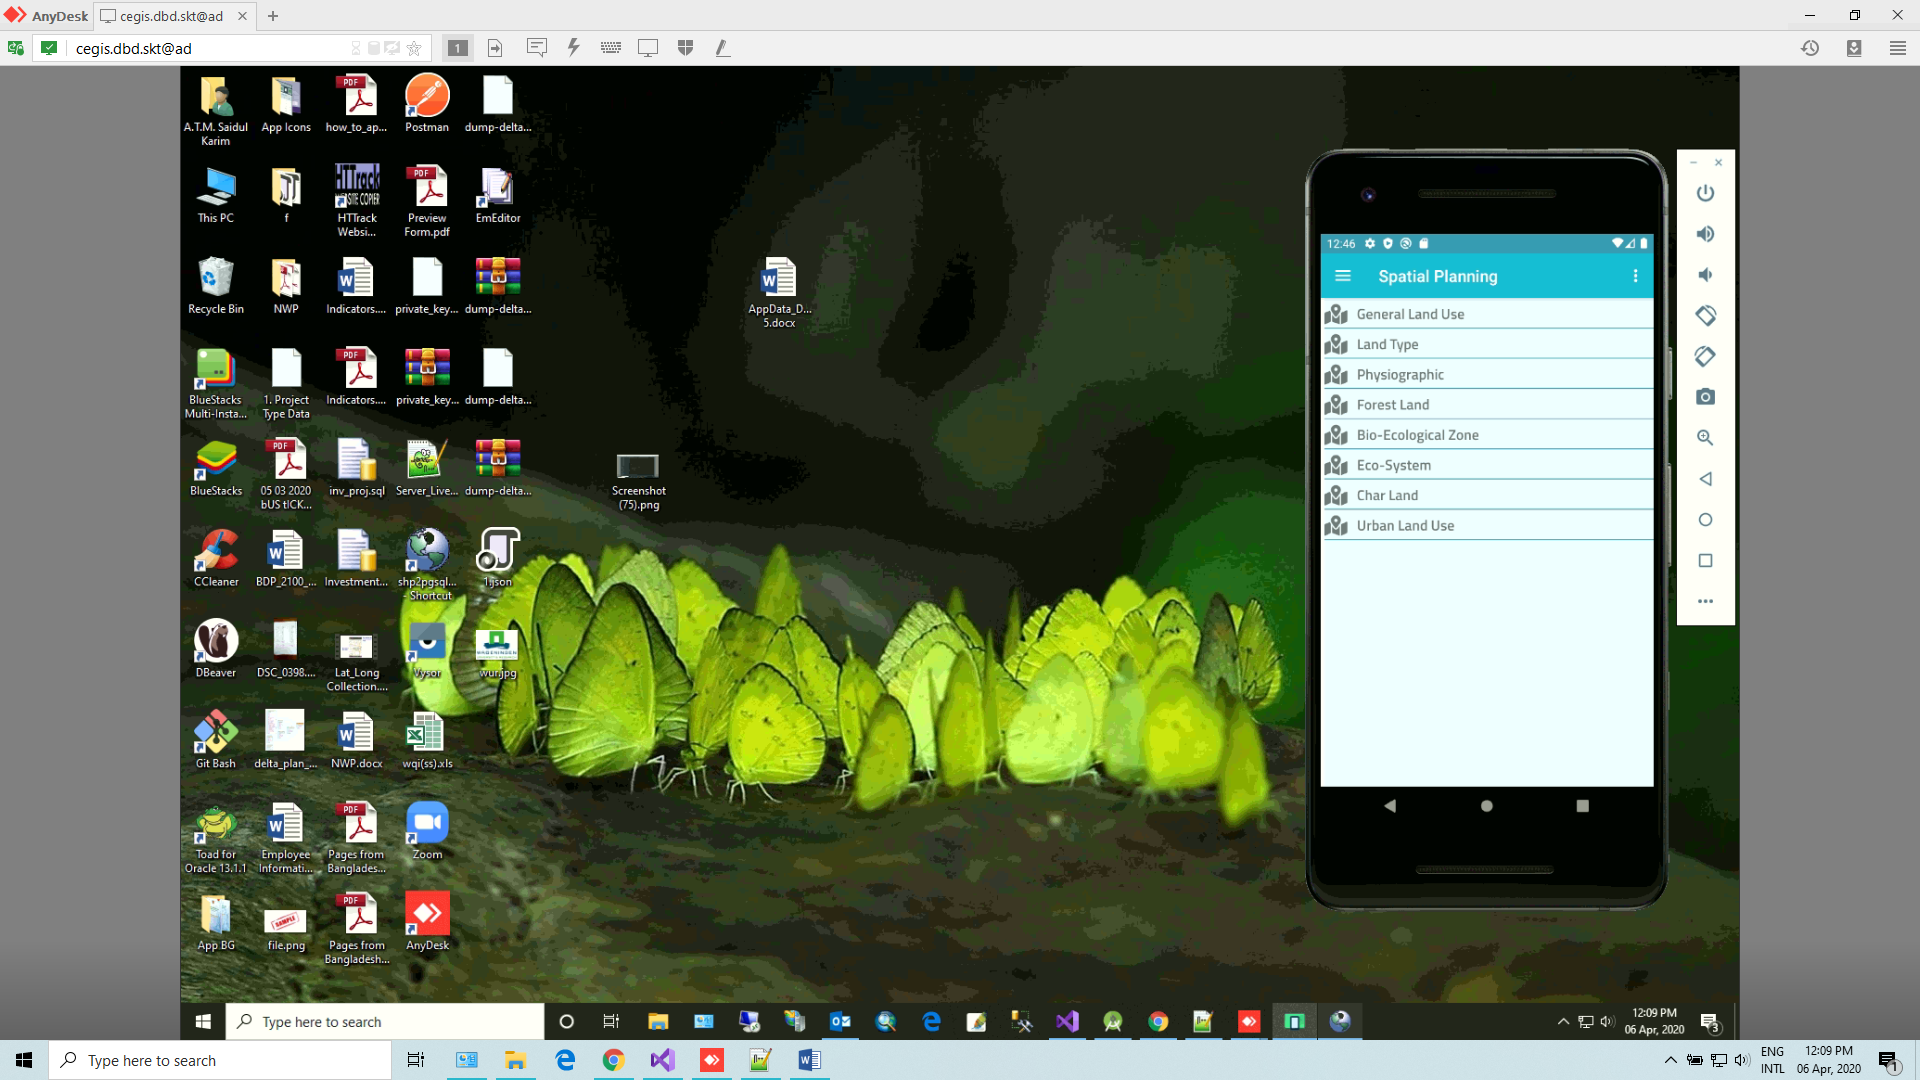 AnyDesk
cegis.dbd.skt@ad
cegis.dbd.skt@ad
1
A.T.M. Saidul
Karim
App Icons
how_to_ap...
Postman
dump-delta...
This PC
f
HTTrack
Websi...
Preview
Form.pdf
EmEditor
Recycle Bin
NWP
Indicators....
private_key...
dump-delta...
AppData_D...
5.docx
BlueStacks
Multi-Insta...
1. Project
Type Data
Indicators....
private_key...
dump-delta...
BlueStacks
05 03 2020
bUS tICK...
inv_proj.sql
Server_Live...
dump-delta...
Screenshot
(75).png
CCleaner
BDP_2100_...
Investment...
shp2pgsql...
- Shortcut
1.json
DBeaver
DSC_0398....
Lat_Long
Collection....
Vysor
wur.jpg
Git Bash
delta_plan_...
NWP.docx
wqi(ss).xls
Toad for
Oracle 13.1.1
Employee
Informati...
Pages from
Banglades...
Zoom
App BG
file.png
Pages from
Bangladesh...
AnyDesk
12:46
Spatial Planning
General Land Use
Land Type
Physiographic
Forest Land
Bio-Ecological Zone
Eco-System
Char Land
Urban Land Use
Type here to search
12:09 PM
06 Apr, 2020
3
Type here to search
ENG
INTL
12:09 PM
06 Apr, 2020
1